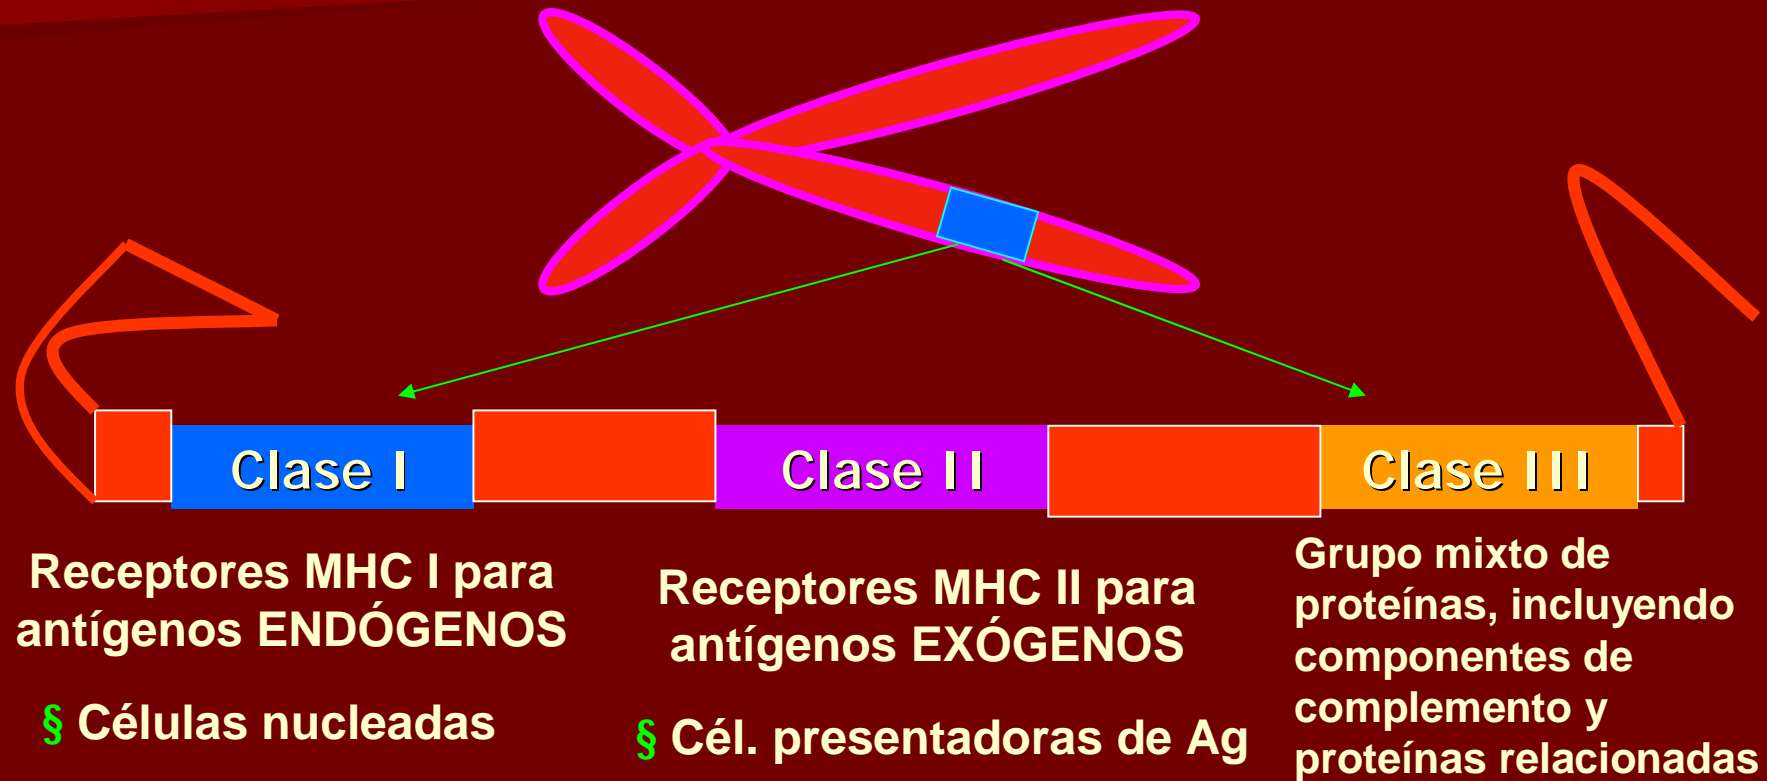 Clase I
Clase II
Clase III
Receptores MHC I para
antígenos ENDÓGENOS
§ Células nucleadas
Receptores MHC II para
antígenos EXÓGENOS
§ Cél. presentadoras de Ag
Grupo mixto de
proteínas, incluyendo
componentes de
complemento y
proteínas relacionadas